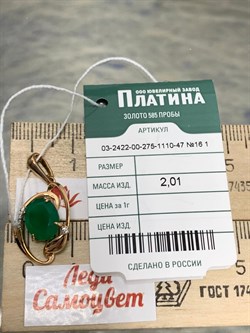 ООО ЮВЕЛИРНЫЙ ЗАВОД
ПЛАТИНА
ЗОЛОТО 585 ПРОБЫ
АРТИКУЛ
03-2422-00-275-1110-47 №16 1
РАЗМЕР
МАССА ИЗД. 2,01
ЦЕНА за 1г
ЦЕНА ИЗД.
СДЕЛАНО В РОССИИ
Леди
Самоцвет
ГОСТ 17435